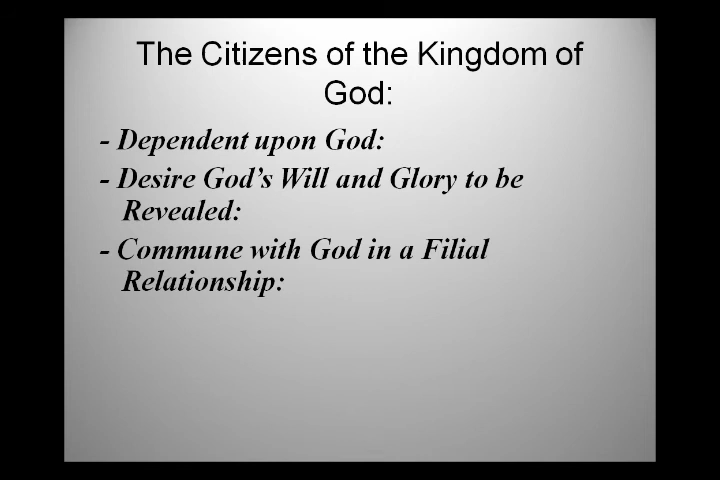 The Citizens of the Kingdom of
God:
- Dependent upon God:
- Desire God's Will and Glory to be
Revealed:
- Commune with God in a Filial
Relationship: